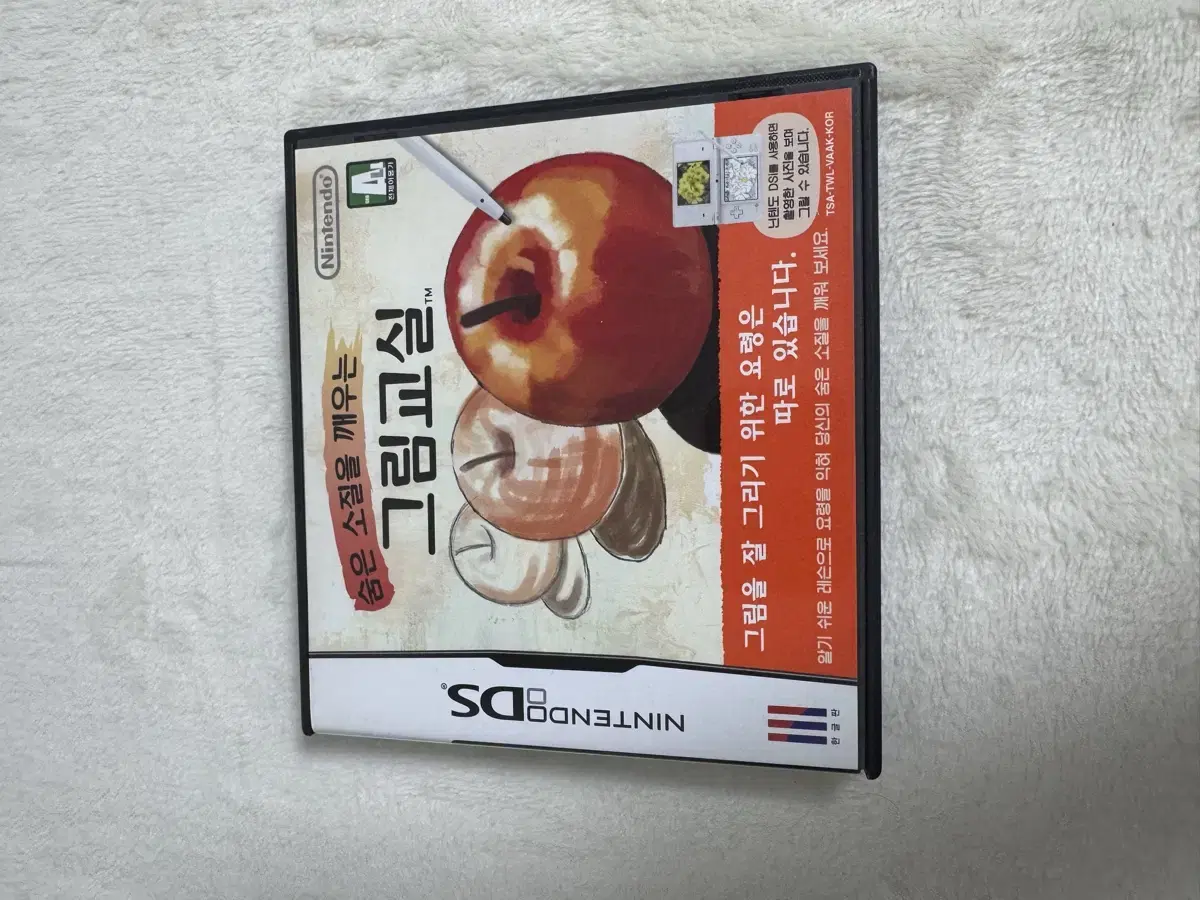 NINTENDO DS®
한글판
숨은 소질을 깨우는
그림교실™
Nintendo®
ALL
전체이용가
그림을 잘 그리기 위한 요령은
따로 있습니다.
알기 쉬운 레슨으로 요령을 익혀 당신의 숨은 소질을 깨워 보세요.
닌텐도 DSi를 사용하면
촬영한 사진을 보며
그릴 수 있습니다.
TSA-TWL-VAAK-KOR